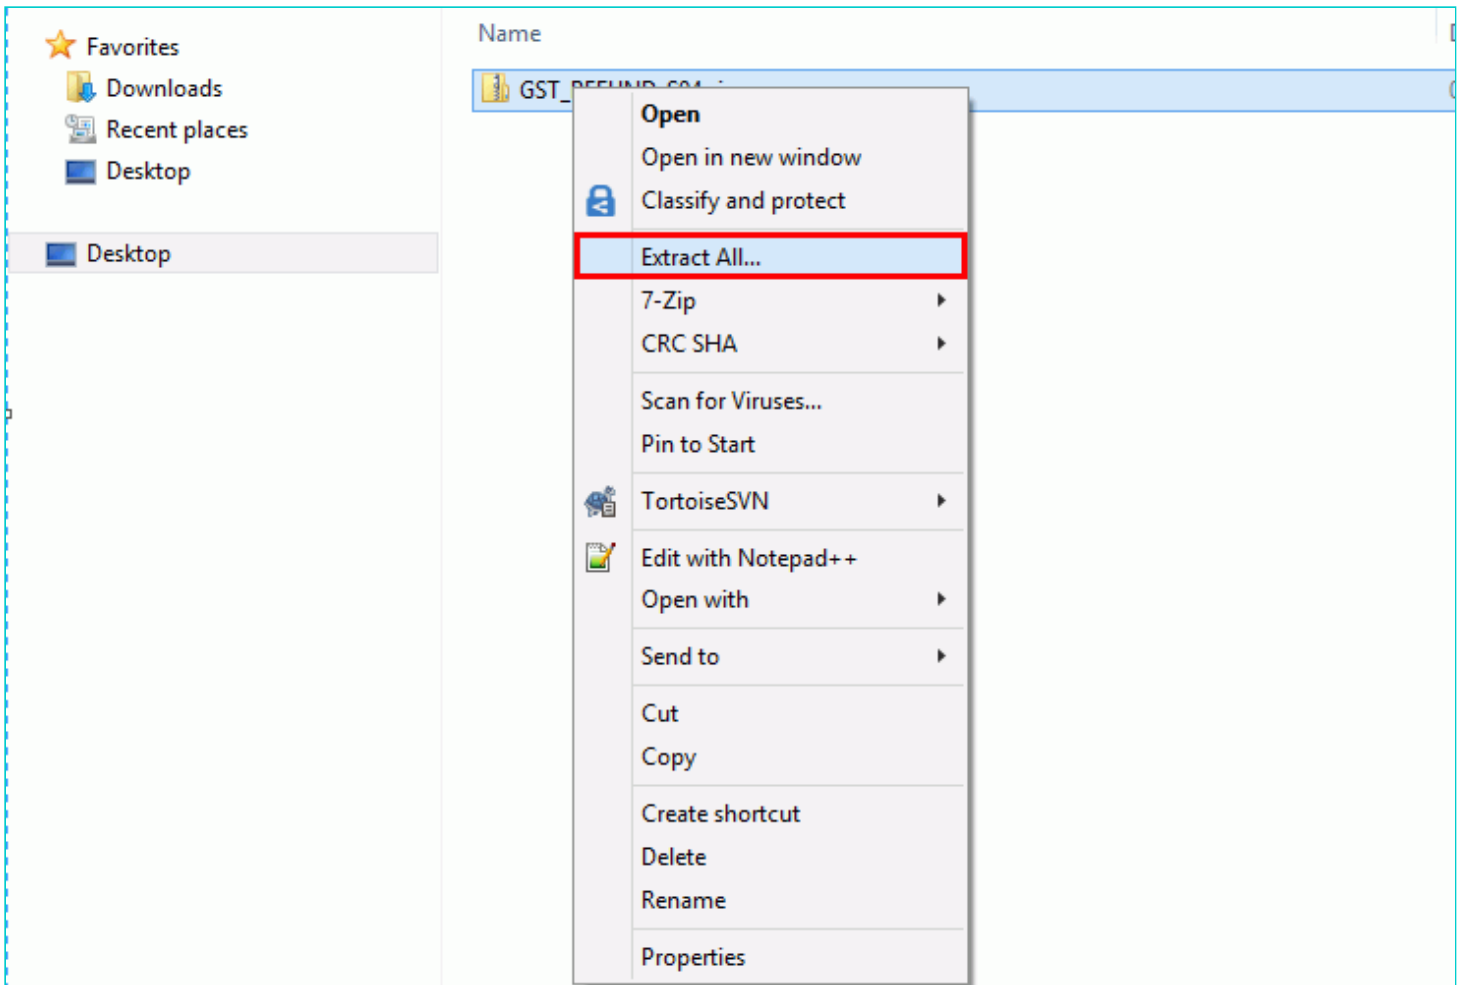 Favorites
Downloads
Recent places
Desktop
Desktop
Name
GST_REFUND_S04
Open
Open in new window
Classify and protect
Extract All...
7-Zip
CRC SHA
Scan for Viruses...
Pin to Start
TortoiseSVN
Edit with Notepad++
Open with
Send to
Cut
Copy
Create shortcut
Delete
Rename
Properties